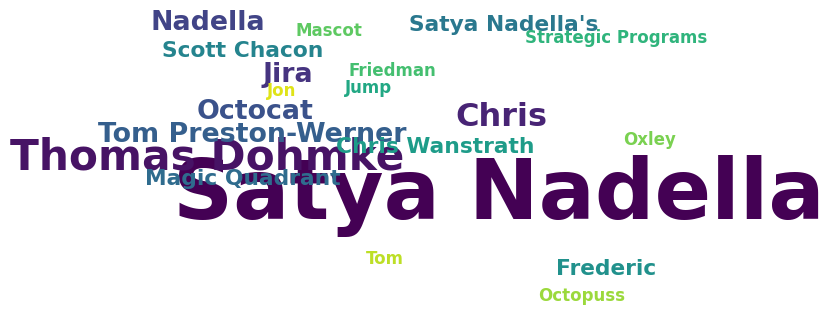 Nadella
Satya Nadella's
Mascot
Strategic Programs
Scott Chacon
Friedman
Jira
Jon
Jump
Octocat
Chris
Tom Preston-Werner
Oxley
Chris Wanstrath
Thomas Dohmke
Magic Quadrant
Satya Nadella
Tom
Frederic
Octopuss